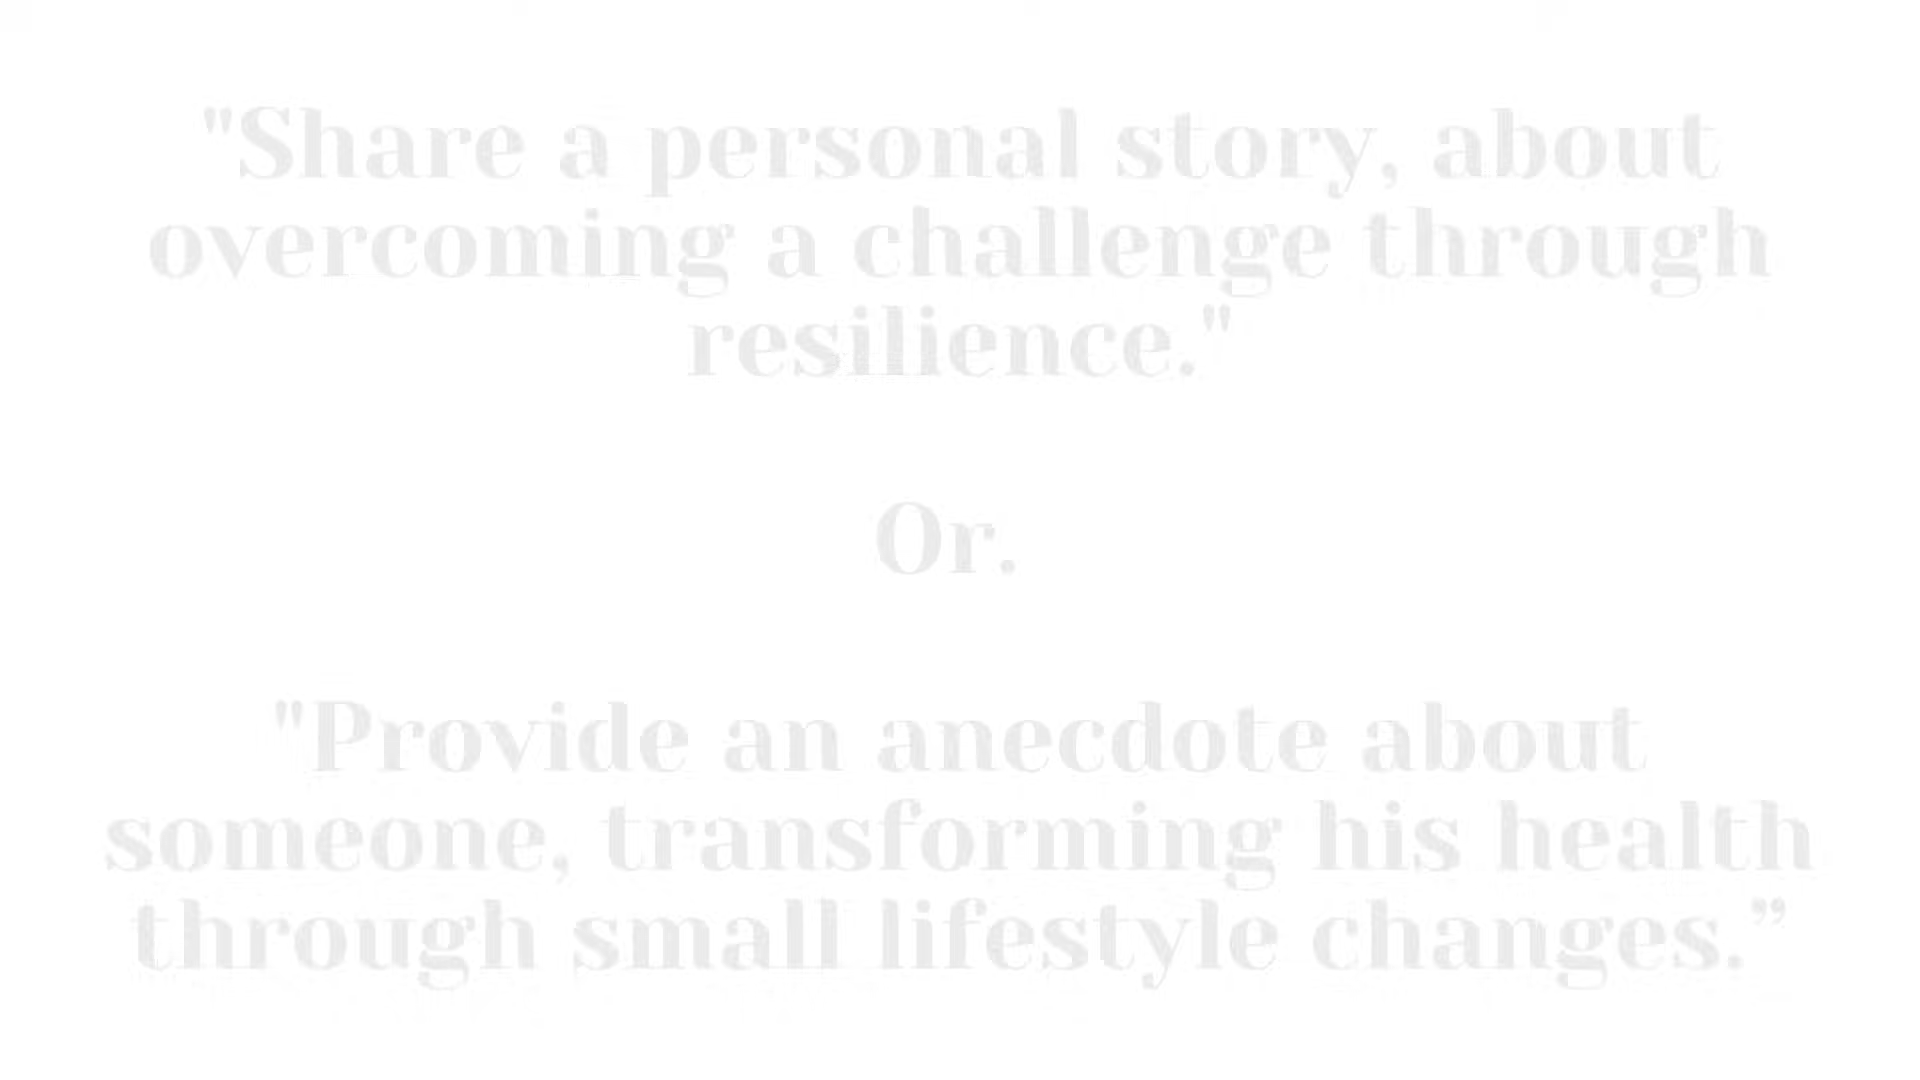 "Share a personal story, about
overcoming a challenge through
resilience."
Or.
"Provide an anecdote about
someone, transforming his health
through small lifestyle changes.”